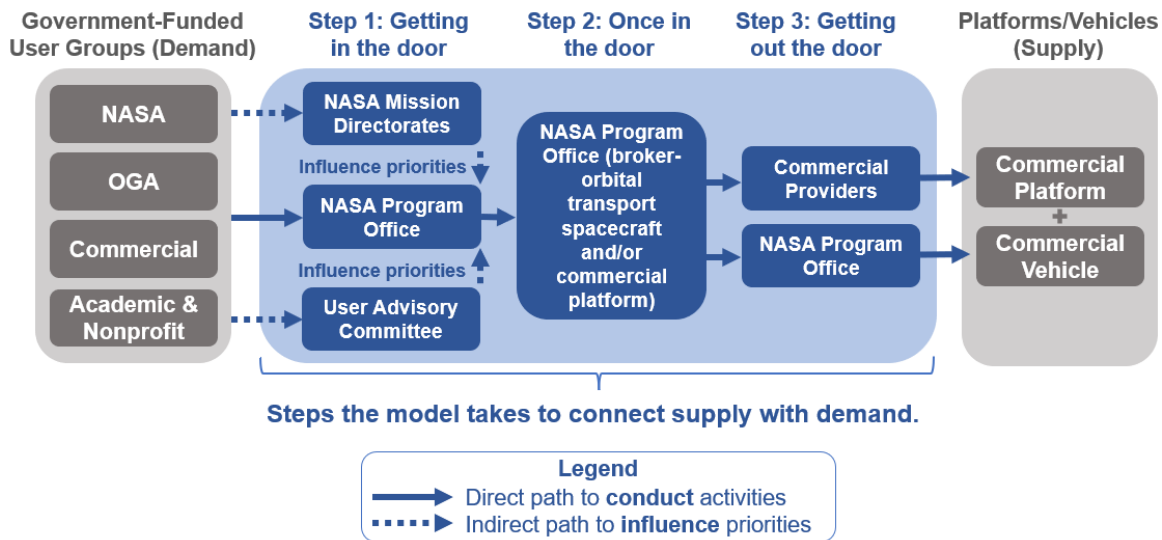 Government-Funded
User Groups (Demand)
NASA
OGA
Commercial
Academic &
Nonprofit
Step 1: Getting
in the door
NASA Mission
Directorates
Influence priorities
NASA Program
Office
Influence priorities
User Advisory
Committee
Step 2: Once in
the door
NASA Program
Office (broker-
orbital
transport
spacecraft
and/or
commercial
platform)
Step 3: Getting
out the door
Commercial
Providers
NASA Program
Office
Platforms/Vehicles
(Supply)
Commercial
Platform
+
Commercial
Vehicle
Steps the model takes to connect supply with demand.
Legend
Direct path to conduct activities
Indirect path to influence priorities